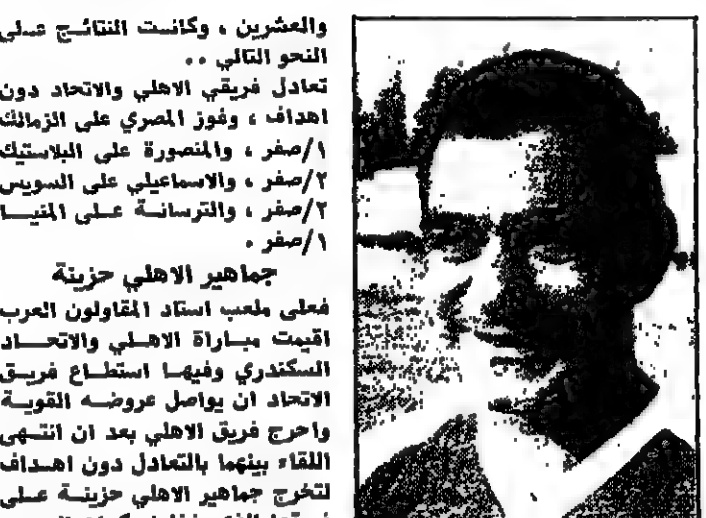 والعشرين ، وكانست النتائج عـلى
النحو التالي ..
تعادل فريقي الاهلي والاتحاد دون
اهداف ، وفوز المصري على الزمالك
١/صفر ، والمنصورة على البلاستيك
٢/صفر ، والاسماعيلي على السويس
٢/صفر ، والترسانة على المنيا
١/صفر .
جماهير الاهلي حزينة
فعلى ملعب استاد المقاولون العرب
اقيمت مباراة الاهلي والاتحاد
السكندري وفيها استطاع فريق
الاتحاد ان يواصل عروضه القوية
واحرج فريق الاهلي بعد ان انتهى
اللقاء بينهما بالتعادل دون اهداف
لتخرج جماهير الاهلي حزينة على